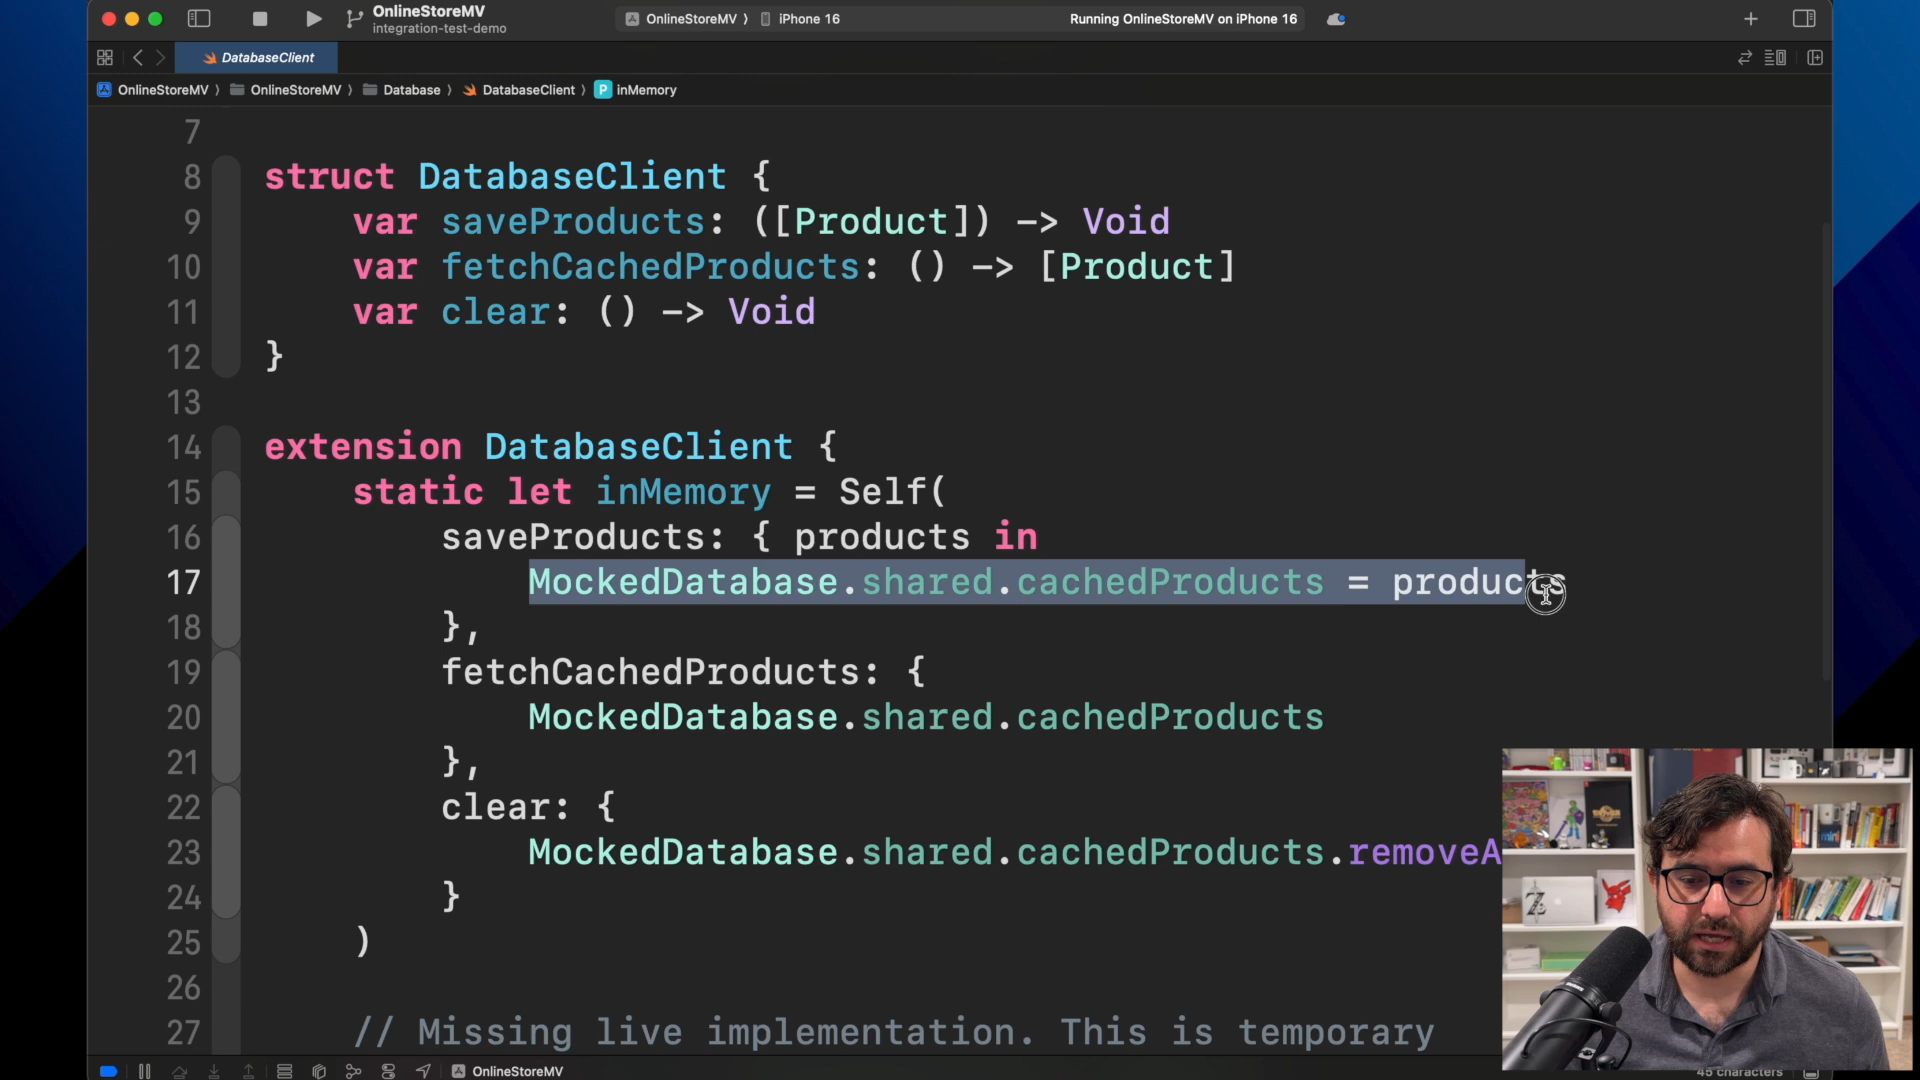 OnlineStoreMV
integration-test-demo
OnlineStoreMV 〉 iPhone 16
Running OnlineStoreMV on iPhone 16
DatabaseClient
OnlineStoreMV 〉 OnlineStoreMV 〉 Database 〉 DatabaseClient 〉 P inMemory
7
8 struct DatabaseClient {
9 var saveProducts: ([Product]) -> Void
10 var fetchCachedProducts: () -> [Product]
11 var clear: () -> Void
12 }
13
14 extension DatabaseClient {
15 static let inMemory = Self(
16 saveProducts: { products in
17 MockedDatabase.shared.cachedProducts = products
18 },
19 fetchCachedProducts: {
20 MockedDatabase.shared.cachedProducts
21 },
22 clear: {
23 MockedDatabase.shared.cachedProducts.removeA
24 }
25 )
26
27 // Missing live implementation. This is temporary
OnlineStoreMV
45 characters